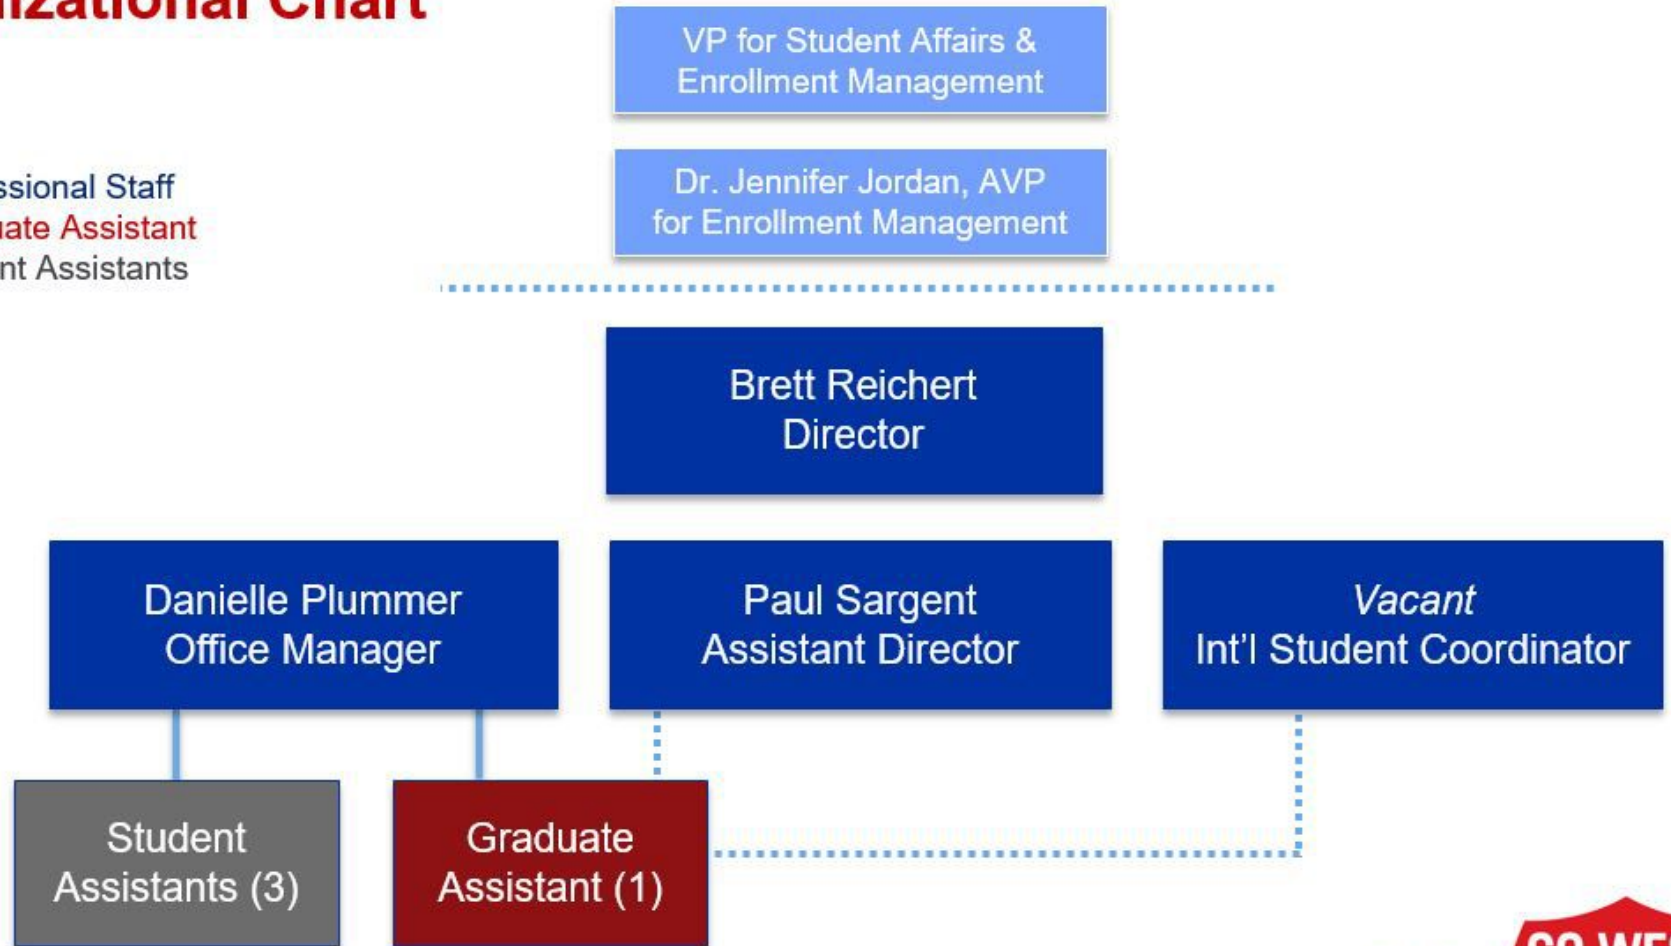 nizational Chart
VP for Student Affairs &
Enrollment Management
Dr. Jennifer Jordan, AVP
for Enrollment Management
ssional Staff
uate Assistant
nt Assistants
Brett Reichert
Director
Danielle Plummer
Office Manager
Paul Sargent
Assistant Director
Vacant
Int'l Student Coordinator
Student
Assistants (3)
Graduate
Assistant (1)